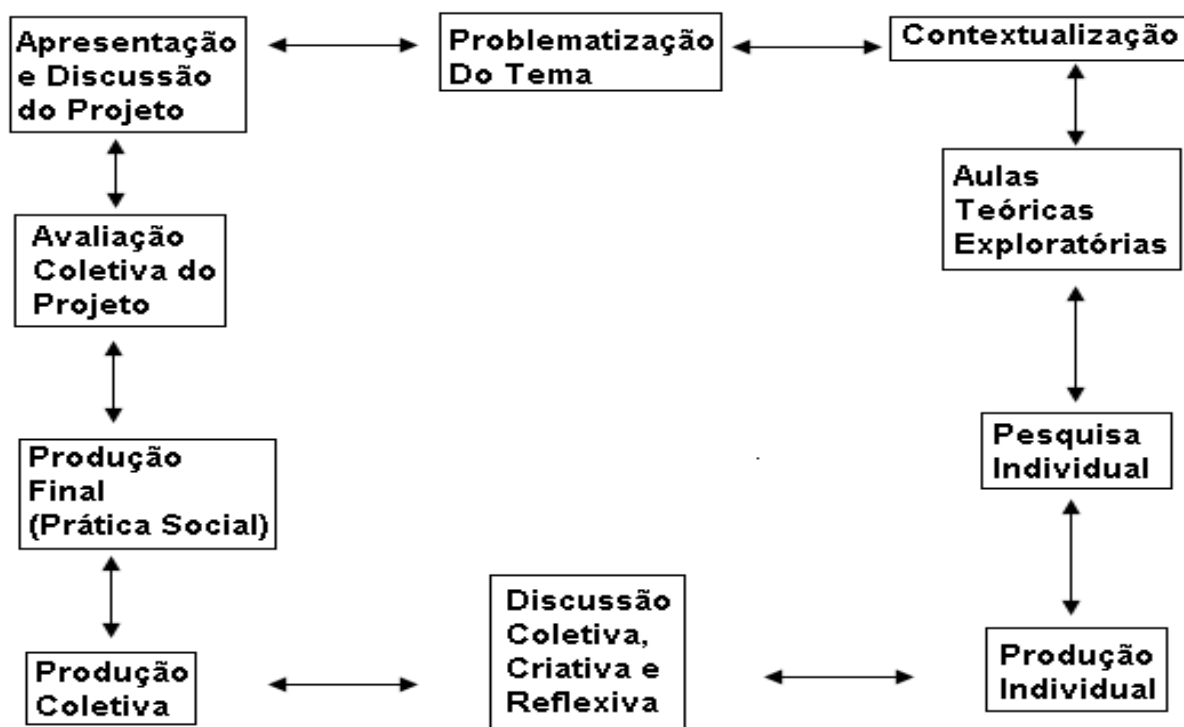 Apresentação
e Discussão
do Projeto
Problematização
Do Tema
Contextualização
Aulas
Teóricas
Exploratórias
Pesquisa
Individual
Produção
Individual
Discussão
Coletiva,
Criativa e
Reflexiva
Produção
Coletiva
Produção
Final
(Prática Social)
Avaliação
Coletiva do
Projeto